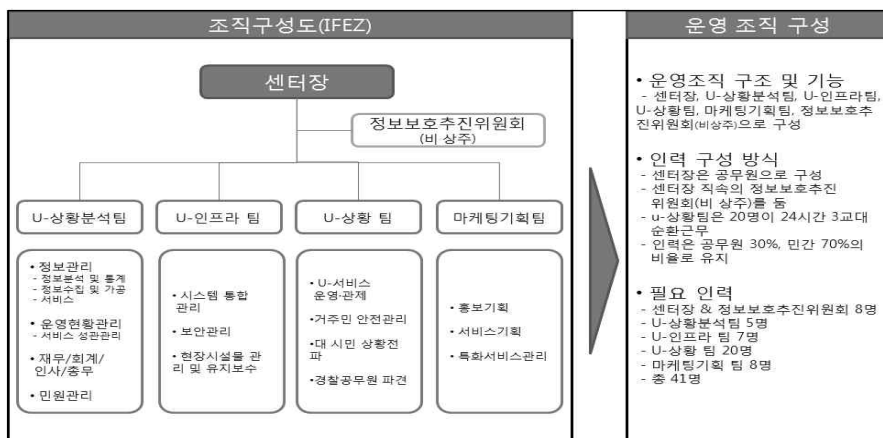 조직구성도(IFEZ)
센터장
정보보호추진위원회
(비 상주)
U-상황분석팀
U-인프라 팀
U-상황 팀
마케팅기획팀
• 정보관리
- 정보분석 및 통계
- 정보수집 및 가공
- 서비스
• 운영현황관리
- 서비스 성관관리
• 재무/회계/
인사/총무
• 민원관리
• 시스템 통합
관리
• 보안관리
• 현장시설물 관
리 및 유지보수
• U-서비스
운영·관제
• 거주민 안전관리
• 대 시민 상황전
파
• 경찰공무원 파견
• 홍보기획
• 서비스기획
• 특화서비스관리
운영 조직 구성
• 운영조직 구조 및 기능
- 센터장, U-상황분석팀, U-인프라팀,
U-상황팀, 마케팅기획팀, 정보보호추
진위원회(비상주)으로 구성
• 인력 구성 방식
- 센터장은 공무원으로 구성
- 센터장 직속의 정보보호추진
위원회(비 상주)를 둠
- u-상황팀은 20명이 24시간 3교대
순환근무
- 인력은 공무원 30%, 민간 70%의
비율로 유지
• 필요 인력
- 센터장 & 정보보호추진위원회 8명
- U-상황분석팀 5명
- U-인프라 팀 7명
- U-상황 팀 20명
- 마케팅기획 팀 8명
- 총 41명